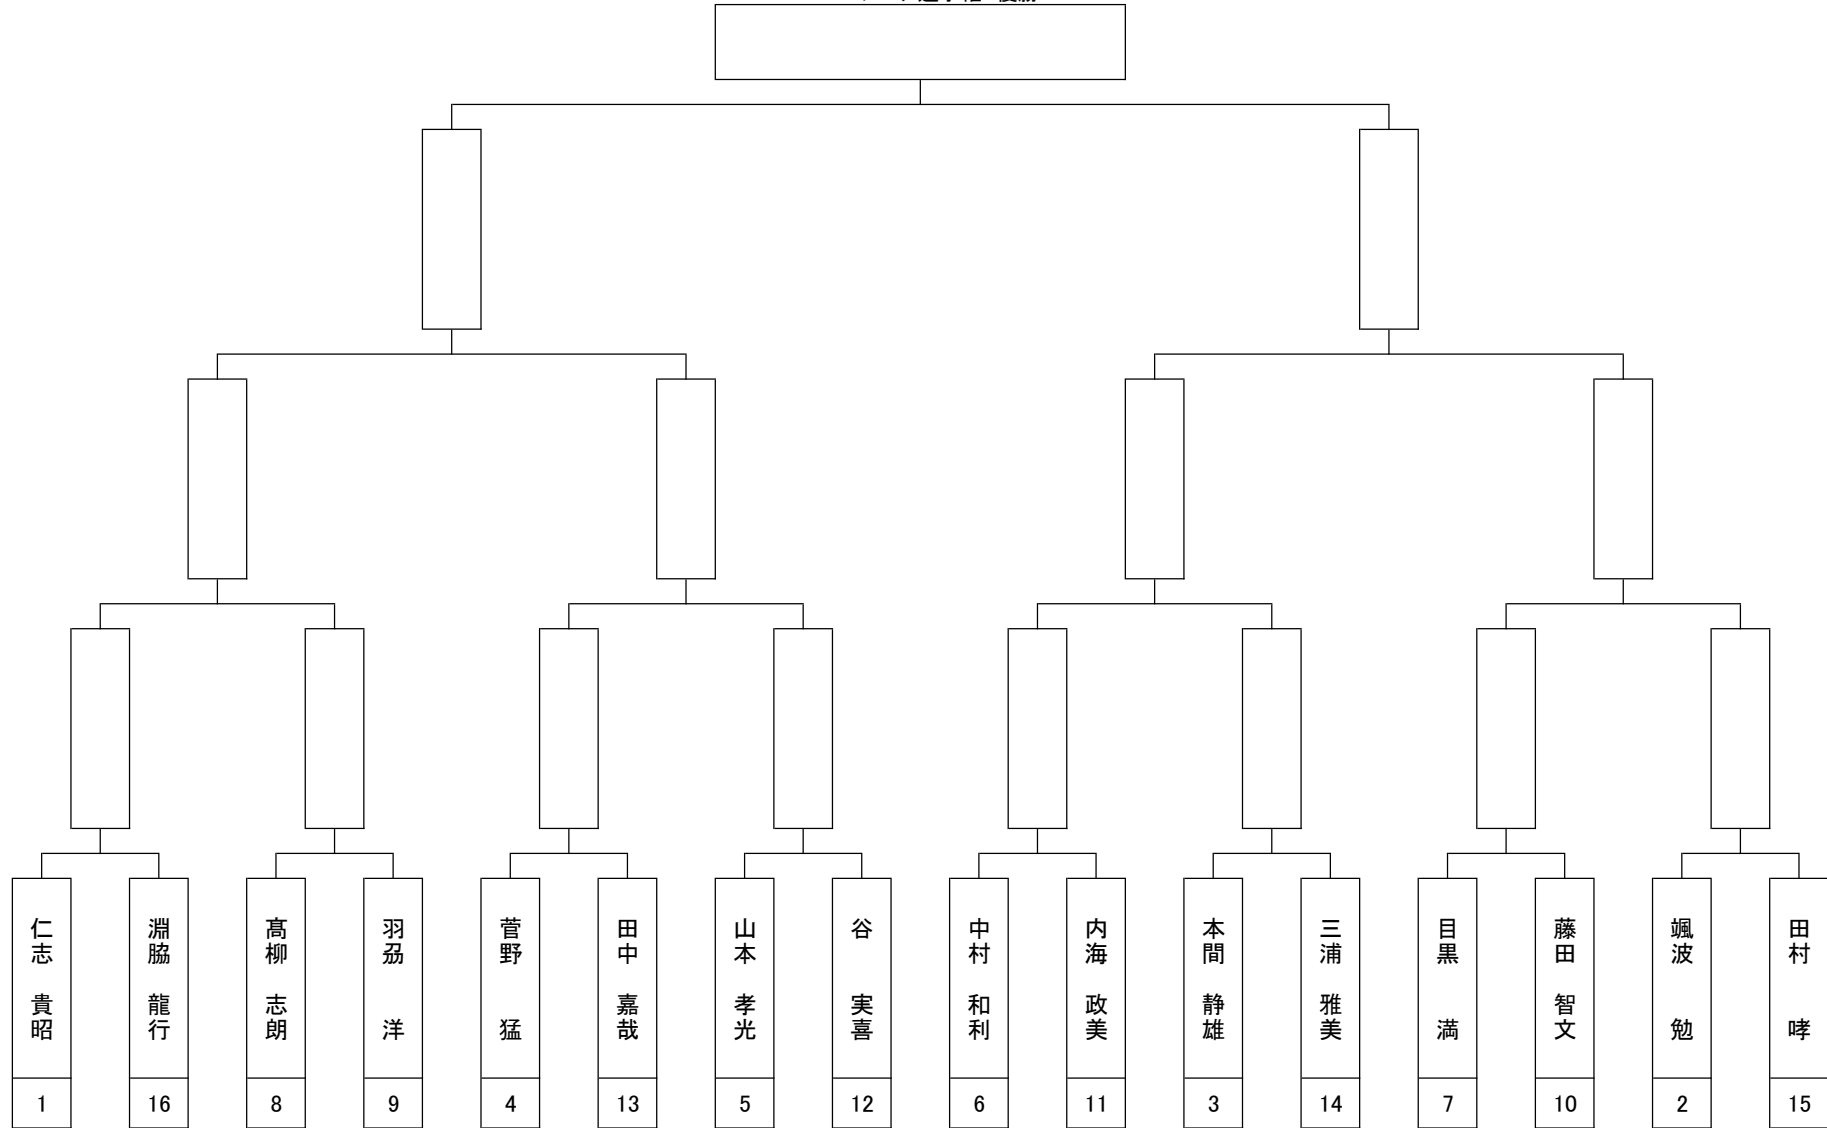 仁志 貴昭
淵脇 龍行
髙柳 志朗
羽刕 洋
菅野 猛
田中 嘉哉
山本 孝光
谷 実喜
中村 和利
内海 政美
本間 静雄
三浦 雅美
目黒 満
藤田 智文
颯波 勉
田村 哮
1
16
8
9
4
13
5
12
6
11
3
14
7
10
2
15